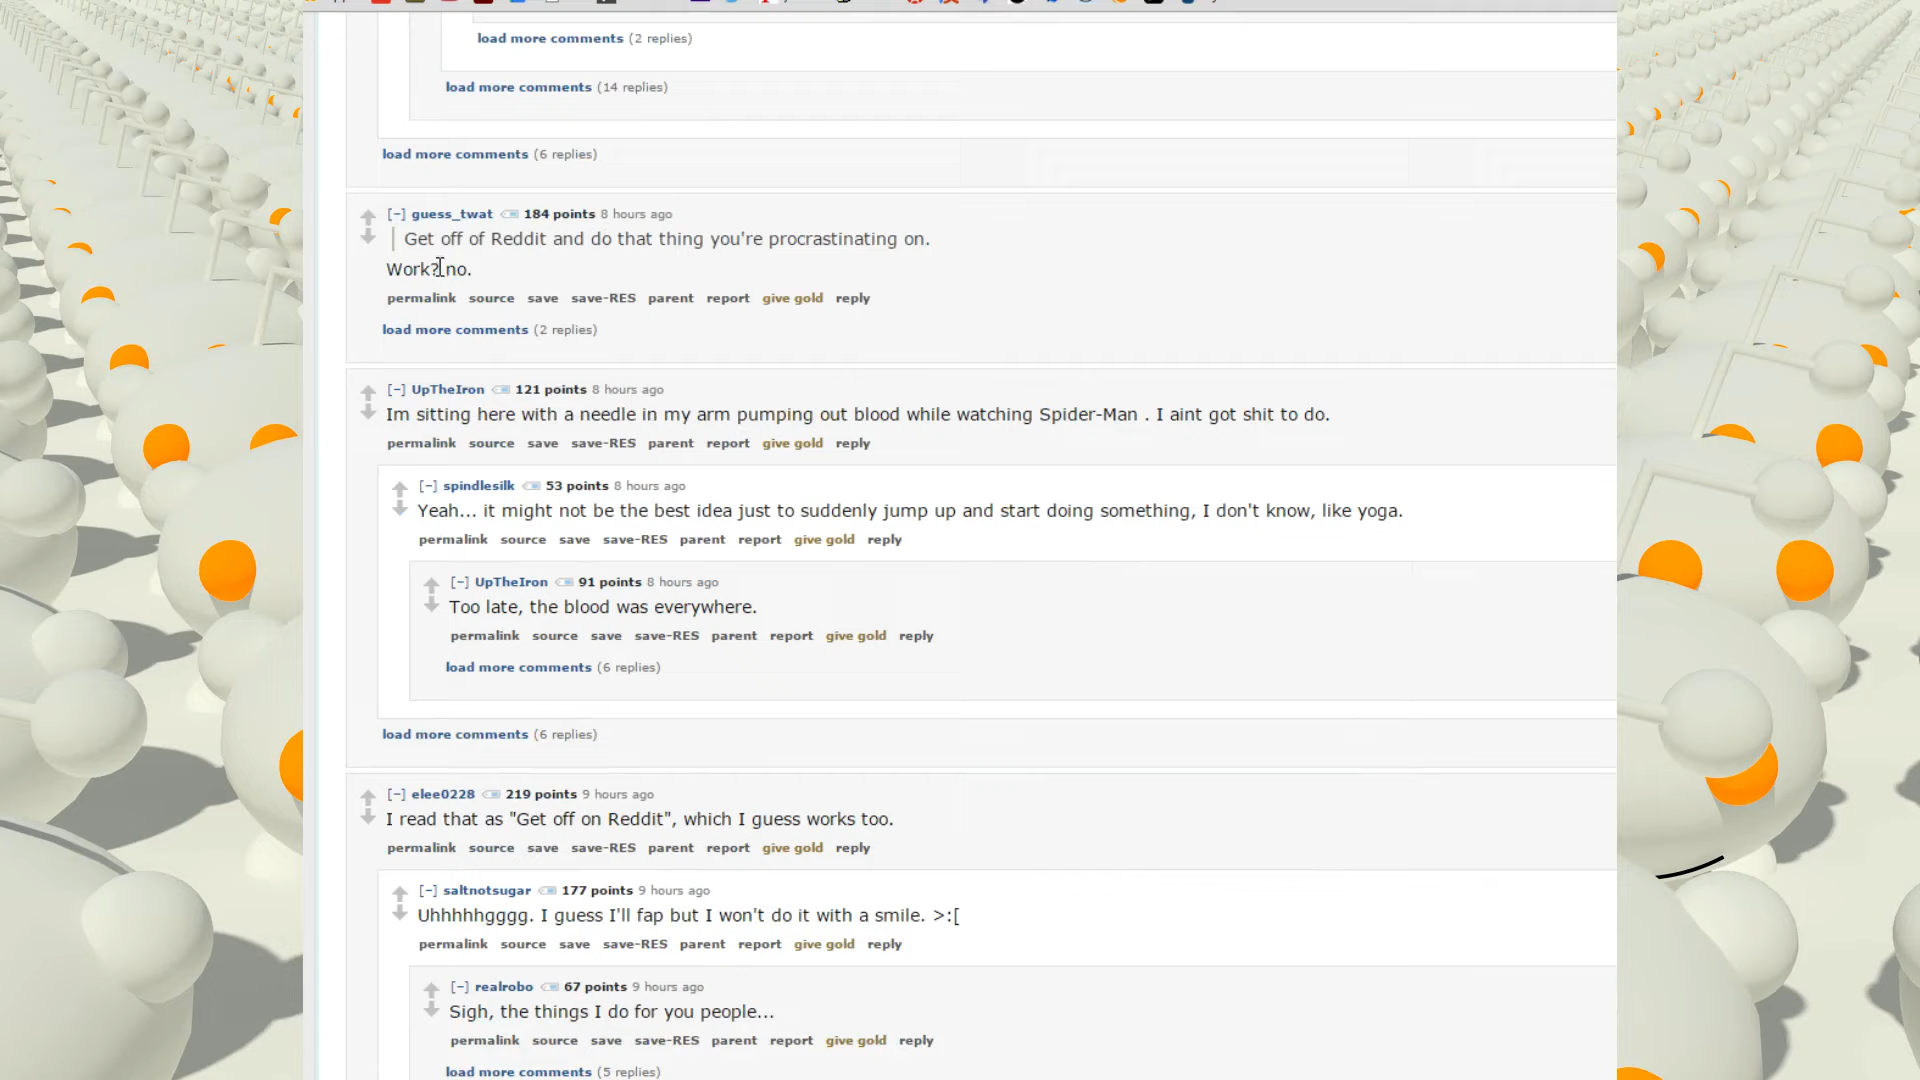 load more comments (2 replies)
load more comments (14 replies)
load more comments (6 replies)
[-] guess_twat 184 points 8 hours ago
Get off of Reddit and do that thing you're procrastinating on.
Work? no.
permalink source save save-RES parent report give gold reply
load more comments (2 replies)
[-] UpTheIron 121 points 8 hours ago
Im sitting here with a needle in my arm pumping out blood while watching Spider-Man . I aint got shit to do.
permalink source save save-RES parent report give gold reply
[-] spindlesilk 53 points 8 hours ago
Yeah... it might not be the best idea just to suddenly jump up and start doing something, I don't know, like yoga.
permalink source save save-RES parent report give gold reply
[-] UpTheIron 91 points 8 hours ago
Too late, the blood was everywhere.
permalink source save save-RES parent report give gold reply
load more comments (6 replies)
load more comments (6 replies)
[-] elee0228 219 points 9 hours ago
I read that as "Get off on Reddit", which I guess works too.
permalink source save save-RES parent report give gold reply
[-] saltnotsugar 177 points 9 hours ago
Uhhhhhgggg. I guess I'll fap but I won't do it with a smile. >:[
permalink source save save-RES parent report give gold reply
[-] realrobo 67 points 9 hours ago
Sigh, the things I do for you people...
permalink source save save-RES parent report give gold reply
load more comments (5 replies)